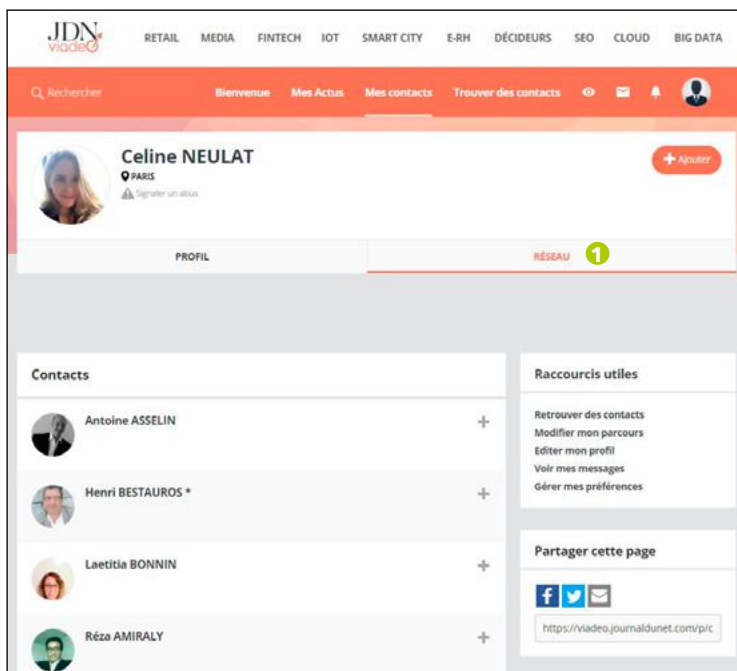 JDN
viadeo
RETAIL MEDIA FINTECH IOT SMART CITY E-RH DÉCIDEURS SEO CLOUD BIG DATA
Rechercher Bienvenue Mes Actus Mes contacts Trouver des contacts
Celine NEULAT
PARIS
Signaler un abus
Ajouter
PROFIL RÉSEAU 1
Contacts
Antoine ASSELIN
Henri BESTAUROS *
Laetitia BONNIN
Réza AMIRALY
Raccourcis utiles
Retrouver des contacts
Modifier mon parcours
Editer mon profil
Voir mes messages
Gérer mes préférences
Partager cette page
https://viadeo.journaldunet.com/p/c